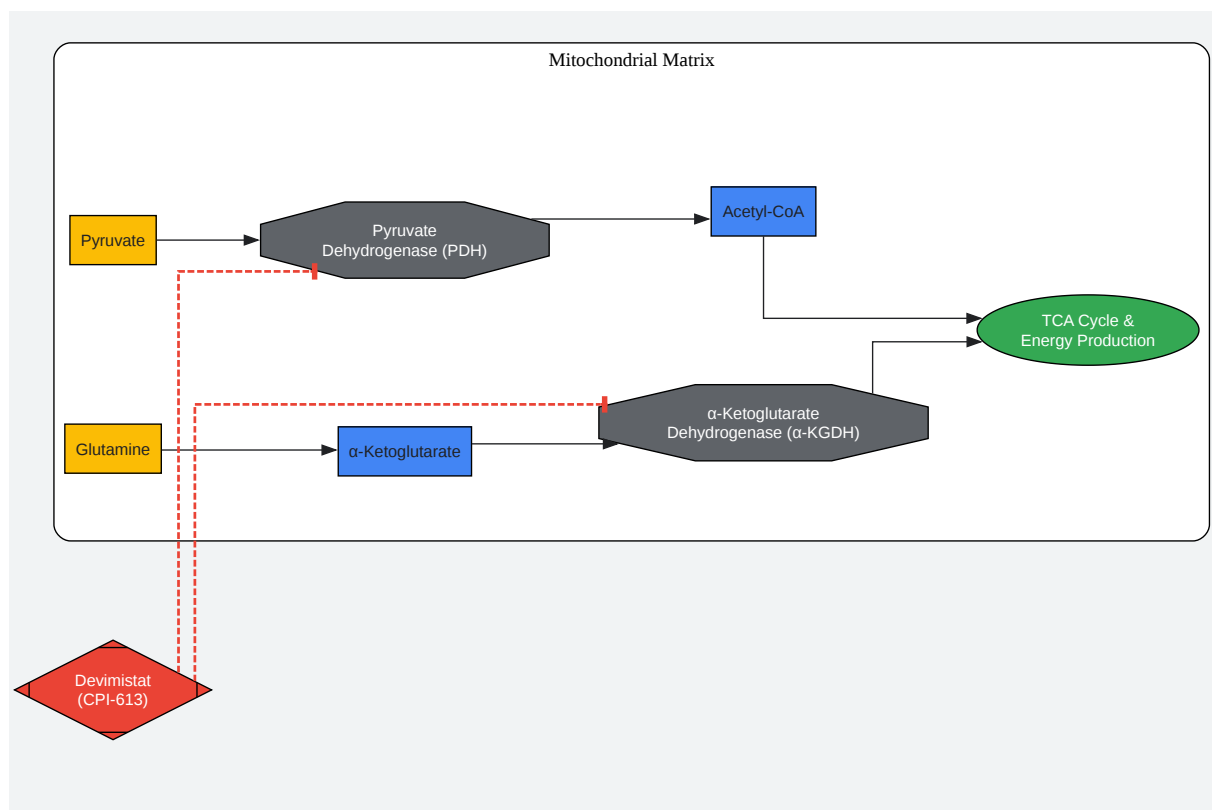 Mitochondrial Matrix
Acetyl-CoA
Pyruvate
Pyruvate
Dehydrogenase (PDH)
TCA Cycle &
Energy Production
α-Ketoglutarate
Dehydrogenase (α-KGDH)
Glutamine
α-Ketoglutarate
Devimistat
(CPI-613)